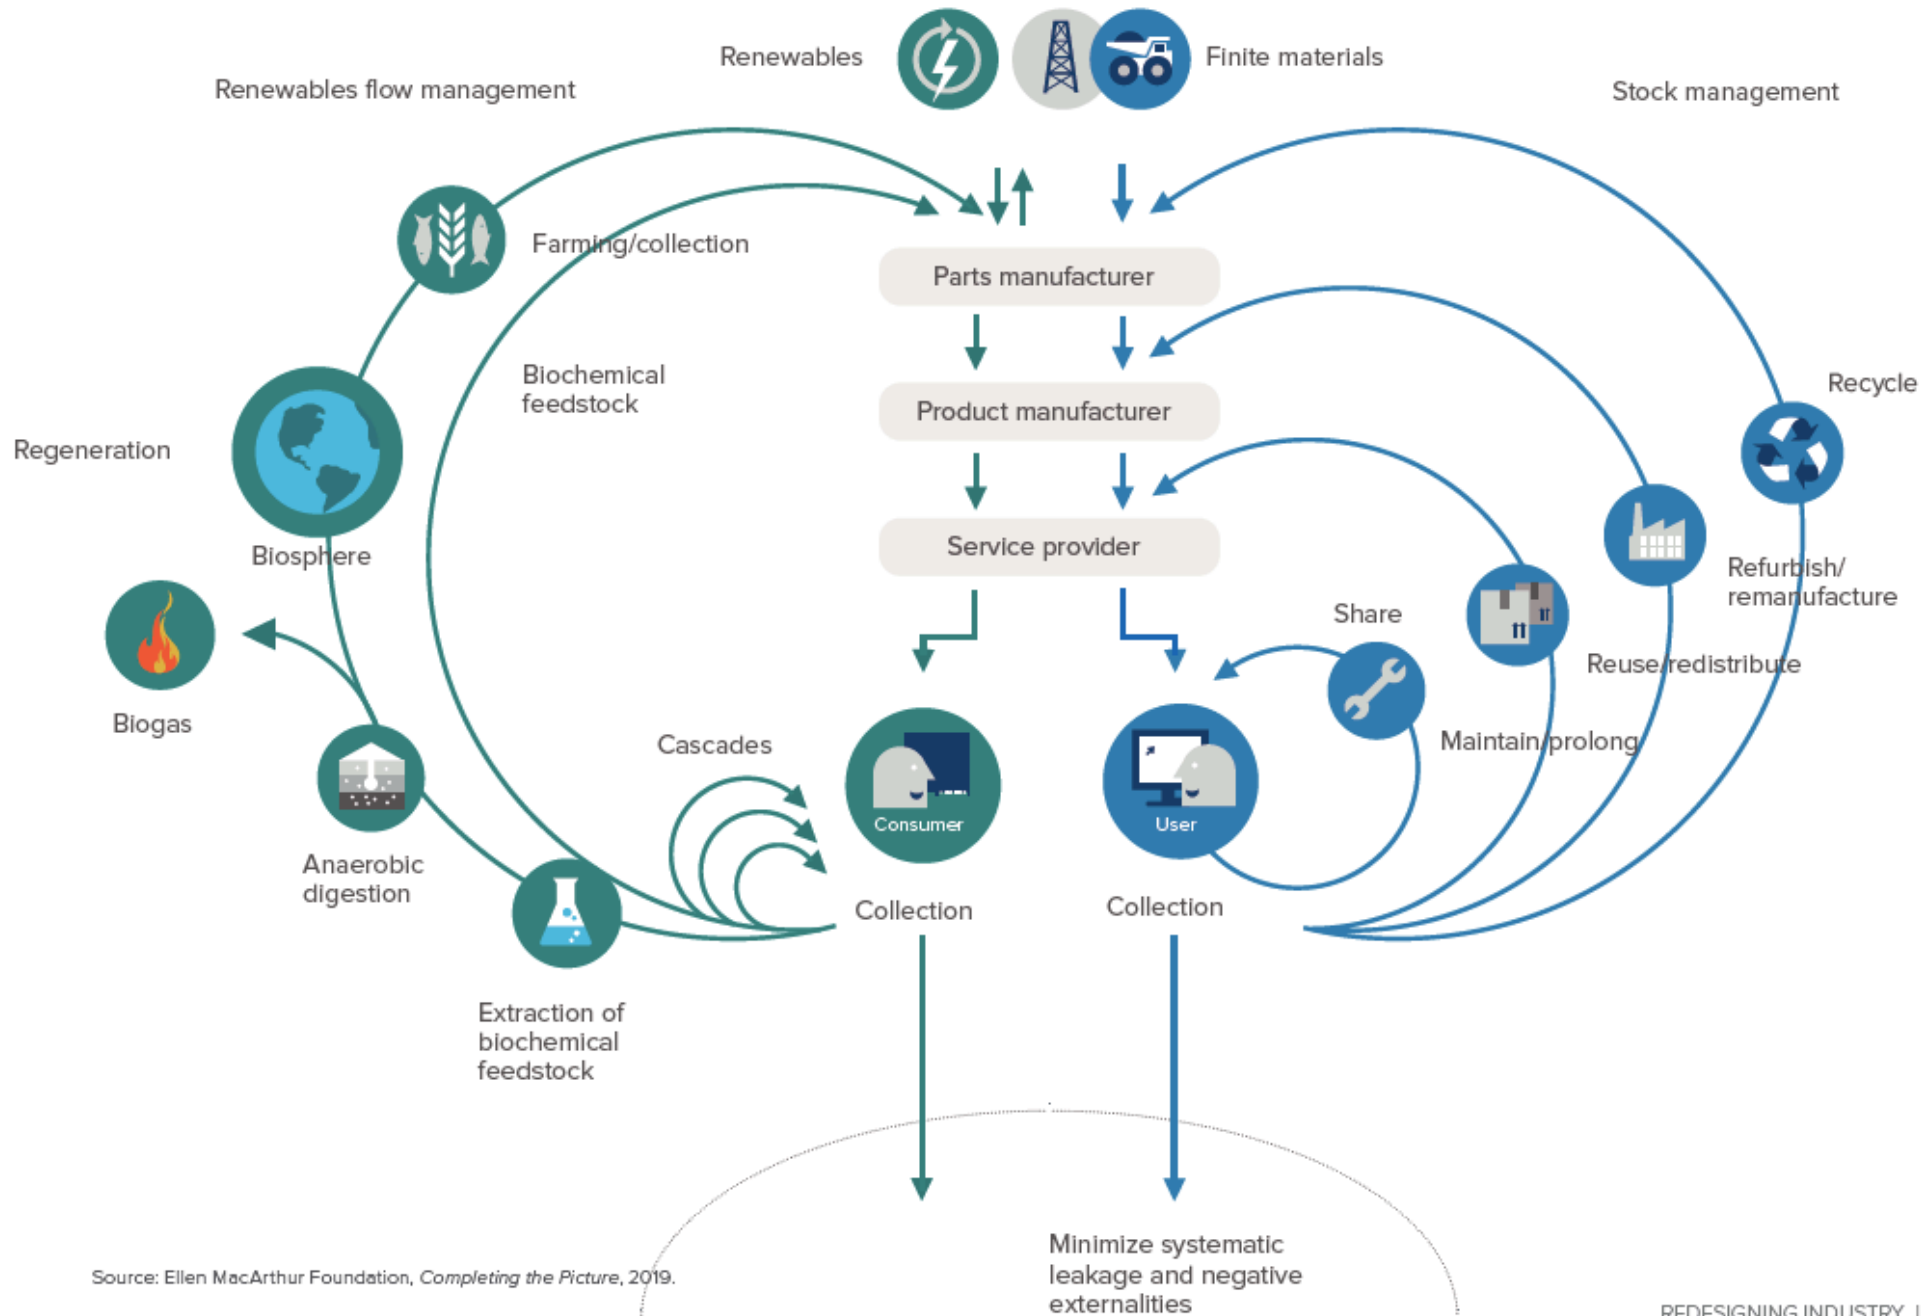 Renewables
Finite materials
Renewables flow management
Stock management
Farming/collection
Parts manufacturer
Biochemical
feedstock
Recycle
Product manufacturer
Regeneration
Service provider
Biosphere
Refurbish/
remanufacture
Share
Reuse/redistribute
Biogas
Cascades
Maintain/prolong
Consumer
User
Anaerobic
digestion
Collection
Collection
Extraction of
biochemical
feedstock
Minimize systematic
leakage and negative
externalities
Source: Ellen MacArthur Foundation, Completing the Picture, 2019.
REDESIGNING INDUSTRY